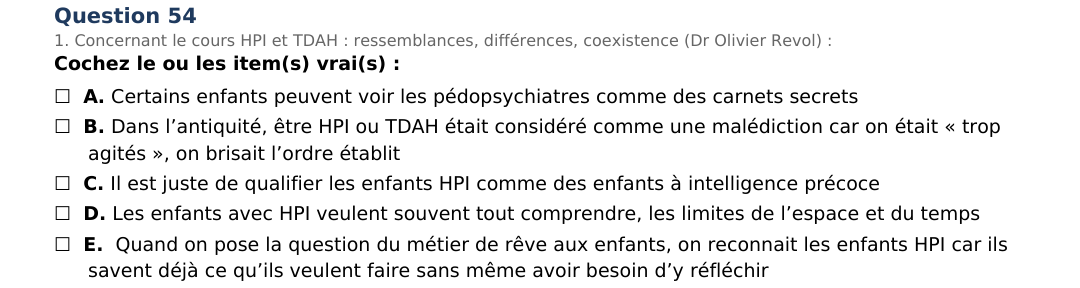 Question 54
1. Concernant le cours HPI et TDAH : ressemblances, différences, coexistence (Dr Olivier Revol) :
Cochez le ou les item(s) vrai(s) :
☐ A. Certains enfants peuvent voir les pédopsychiatres comme des carnets secrets
☐ B. Dans l’antiquité, être HPI ou TDAH était considéré comme une malédiction car on était « trop
agités », on brisait l’ordre établit
☐ C. Il est juste de qualifier les enfants HPI comme des enfants à intelligence précoce
☐ D. Les enfants avec HPI veulent souvent tout comprendre, les limites de l’espace et du temps
☐ E. Quand on pose la question du métier de rêve aux enfants, on reconnait les enfants HPI car ils
savent déjà ce qu’ils veulent faire sans même avoir besoin d’y réfléchir